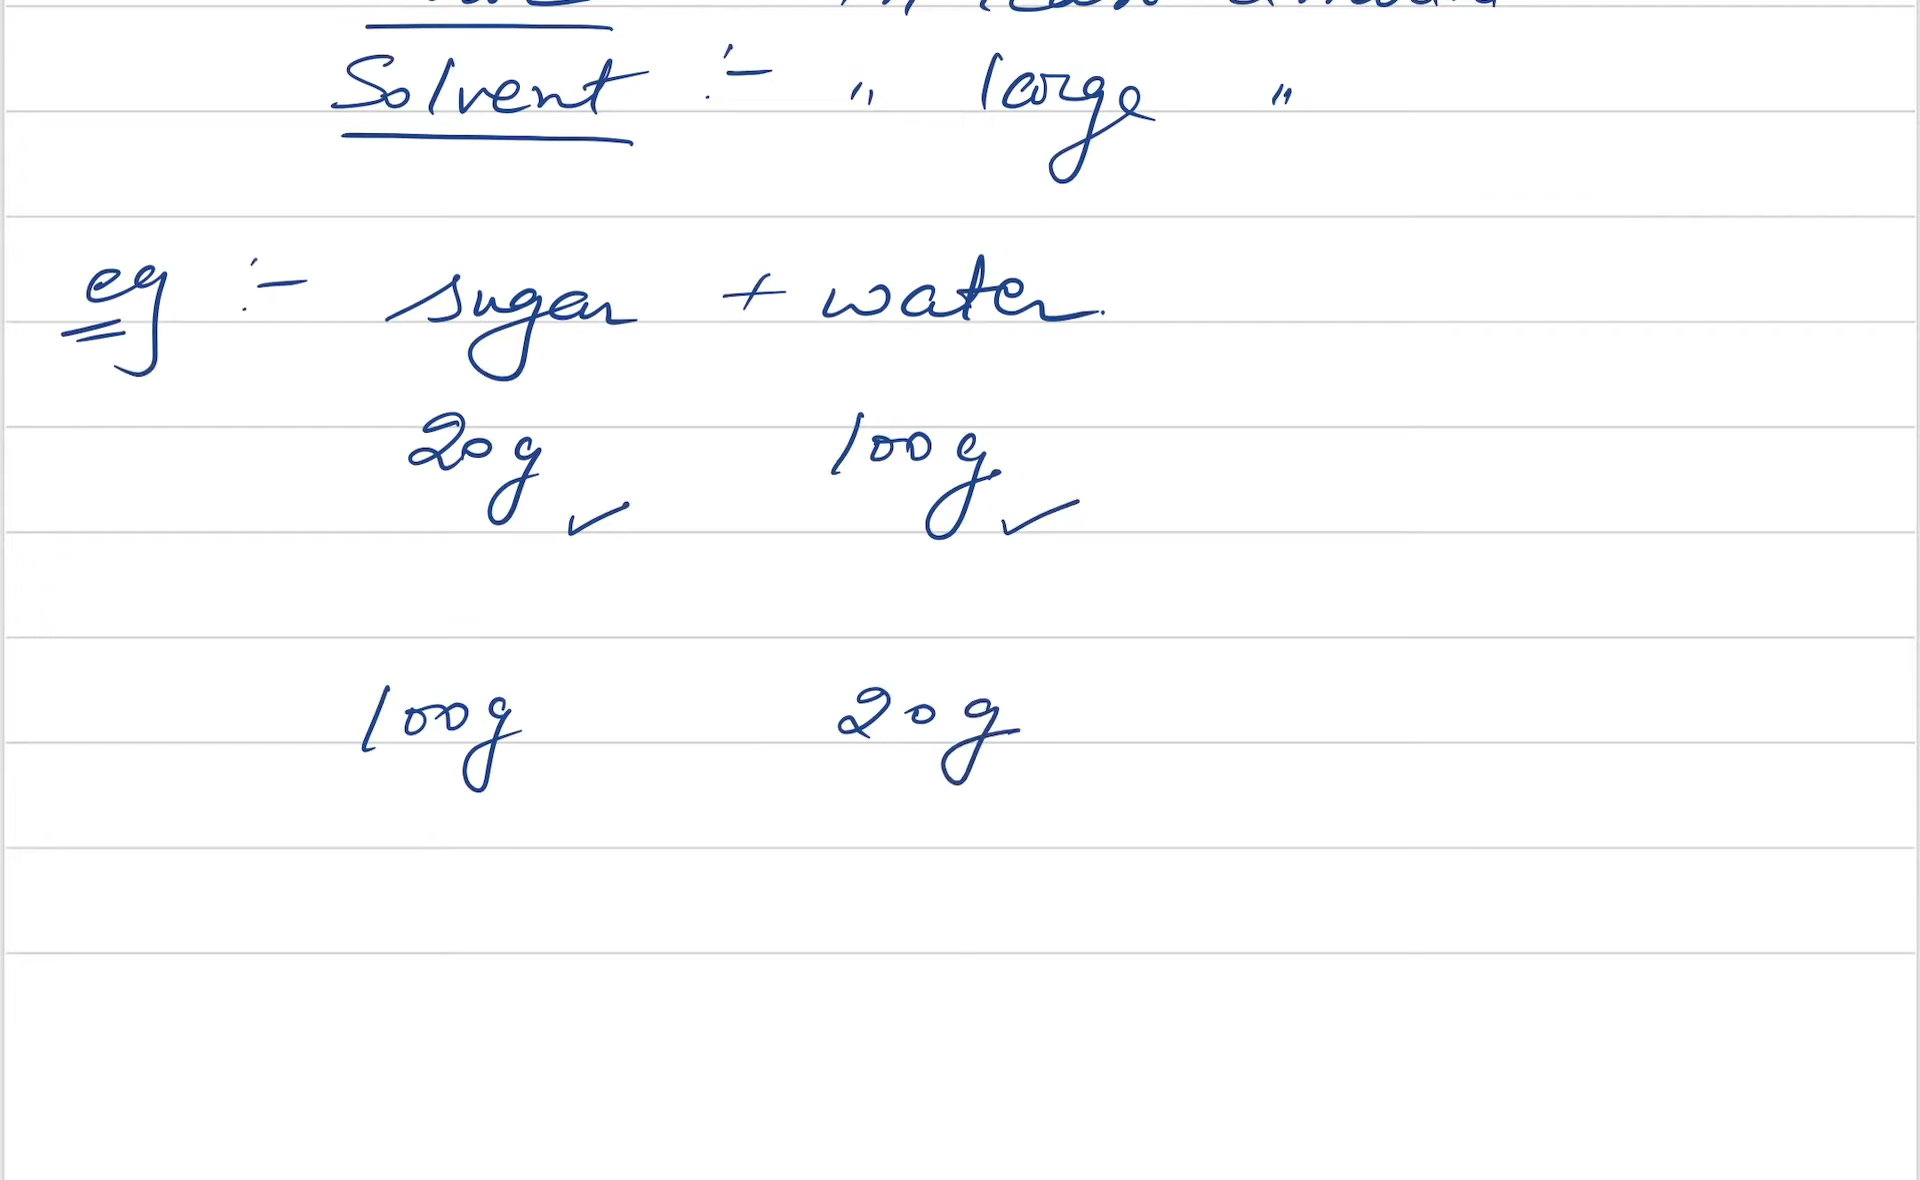 Solvent :- " large "
eg :- sugar + water.
20g ✓ 100g ✓
100g 20g